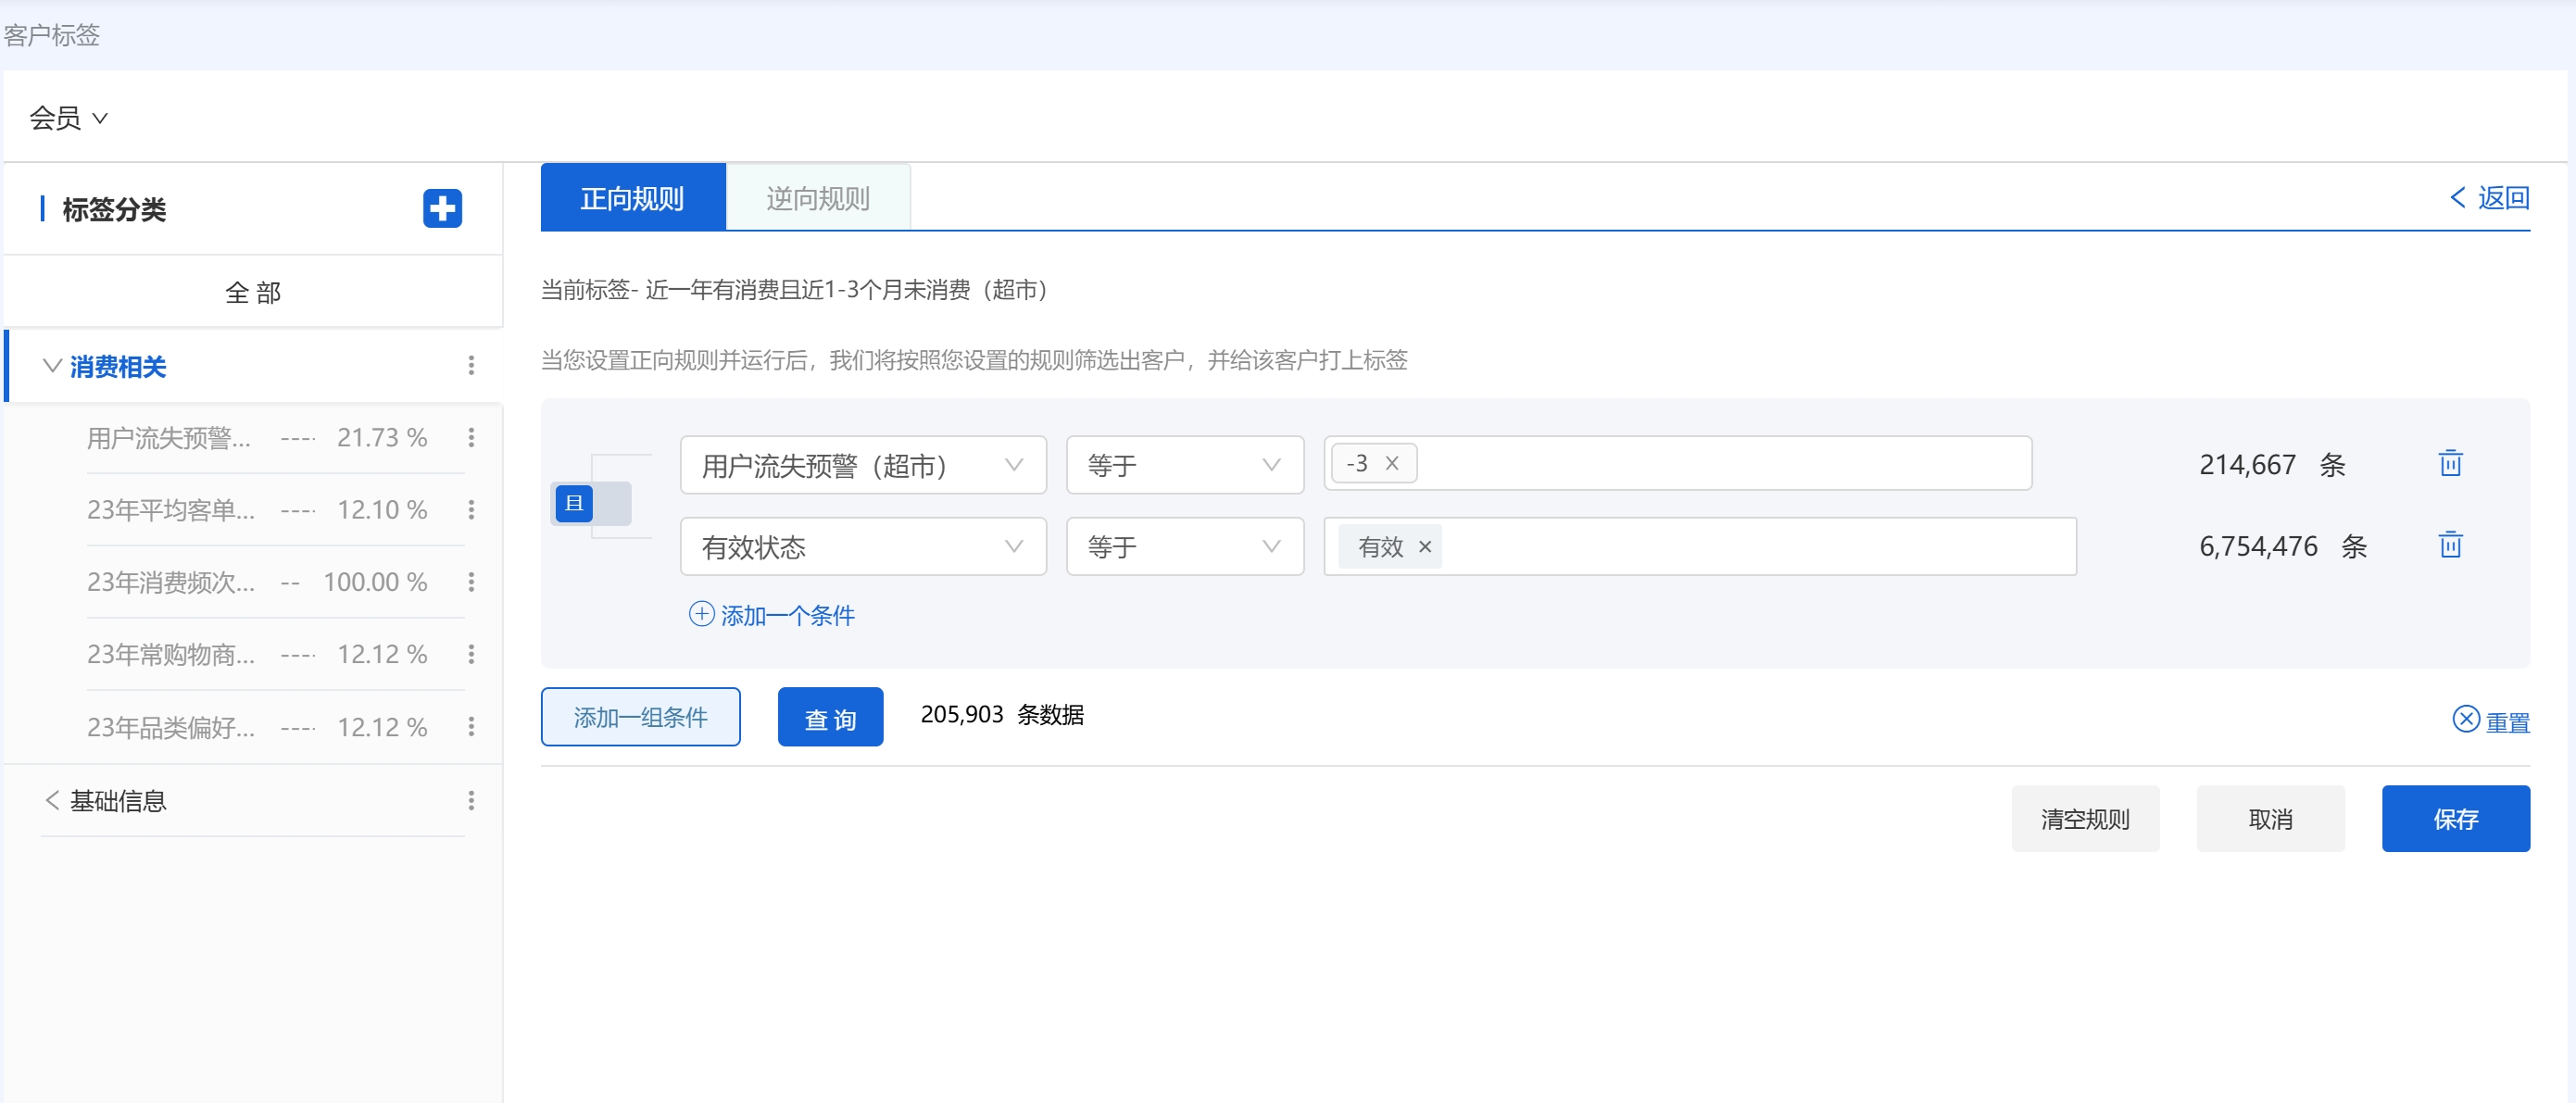 客户标签
会员
标签分类
全 部
消费相关
用户流失预警... ---- 21.73 %
23年平均客单... ---- 12.10 %
23年消费频次... -- 100.00 %
23年常购物商... ---- 12.12 %
23年品类偏好... ---- 12.12 %
基础信息
正向规则 逆向规则 返回
当前标签- 近一年有消费且近1-3个月未消费（超市）
当您设置正向规则并运行后，我们将按照您设置的规则筛选出客户，并给该客户打上标签
且
用户流失预警（超市） 等于 -3 × 214,667 条
有效状态 等于 有效 × 6,754,476 条
添加一个条件
添加一组条件 查 询 205,903 条数据 重置
清空规则 取消 保存